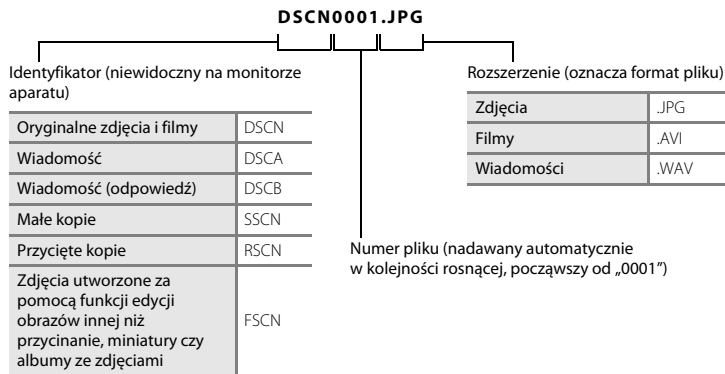 DSCN0001.JPG
Identyfikator (niewidoczny na monitorze
aparatu)
Oryginalne zdjęcia i filmy DSCN
Wiadomość DSCA
Wiadomość (odpowiedź) DSCB
Małe kopie SSCN
Przycięte kopie RSCN
Zdjęcia utworzone za
pomocą funkcji edycji
obrazów innej niż
przycinanie, miniatury czy
albumy ze zdjęciami
FSCN
Rozszerzenie (oznacza format pliku)
Zdjęcia .JPG
Filmy .AVI
Wiadomości .WAV
Numer pliku (nadawany automatycznie
w kolejności rosnącej, począwszy od „0001”)